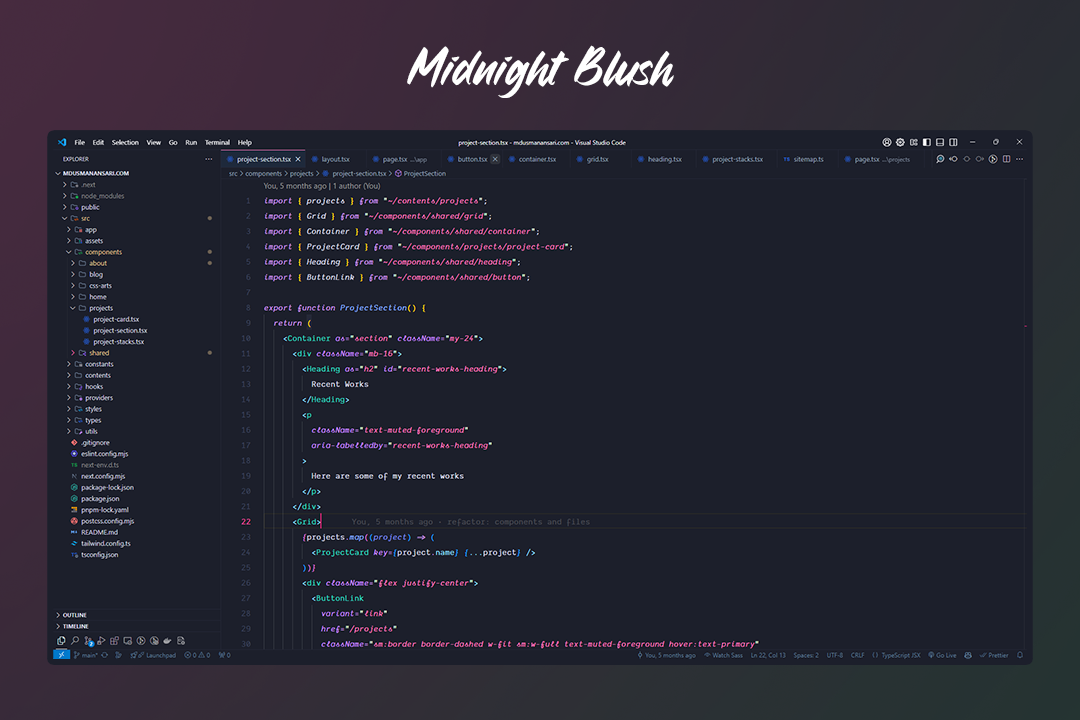 Midnight Blush
File Edit Selection View Go Run Terminal Help
project-section.tsx - mdusmanansari.com - Visual Studio Code
EXPLORER
project-section.tsx layout.tsx page.tsx ...\app button.tsx container.tsx grid.tsx heading.tsx project-stacks.tsx sitemap.ts page.tsx ...\projects
src > components > projects > project-section.tsx > ProjectSection
MDUSMANANSARI.COM
.next
node_modules
public
src
app
assets
components
about
blog
css-arts
home
projects
project-card.tsx
project-section.tsx
project-stacks.tsx
shared
constants
contents
hooks
providers
styles
types
utils
.gitignore
eslint.config.mjs
next-env.d.ts
next.config.mjs
package-lock.json
package.json
pnpm-lock.yaml
postcss.config.mjs
README.md
tailwind.config.ts
tsconfig.json
OUTLINE
TIMELINE
You, 5 months ago | 1 author (You)
1 import { projects } from "~/contents/projects";
2 import { Grid } from "~/components/shared/grid";
3 import { Container } from "~/components/shared/container";
4 import { ProjectCard } from "~/components/projects/project-card";
5 import { Heading } from "~/components/shared/heading";
6 import { ButtonLink } from "~/components/shared/button";
7
8 export function ProjectSection() {
9 return (
10 <Container as="section" className="my-24">
11 <div className="mb-16">
12 <Heading as="h2" id="recent-works-heading">
13 Recent Works
14 </Heading>
15 <p
16 className="text-muted-foreground"
17 aria-labelledby="recent-works-heading"
18 >
19 Here are some of my recent works
20 </p>
21 </div>
22 <Grid> You, 5 months ago • refactor: components and files
23 {projects.map((project) => (
24 <ProjectCard key={project.name} {...project} />
25 ))}
26 <div className="flex justify-center">
27 <ButtonLink
28 variant="link"
29 href="/projects"
30 className="sm:border border-dashed w-fit sm:w-full text-muted-foreground hover:text-primary"
main* Launchpad 0 0 0 You, 5 months ago Watch Sass Ln 22, Col 13 Spaces: 2 UTF-8 CRLF {} TypeScript JSX Go Live Prettier